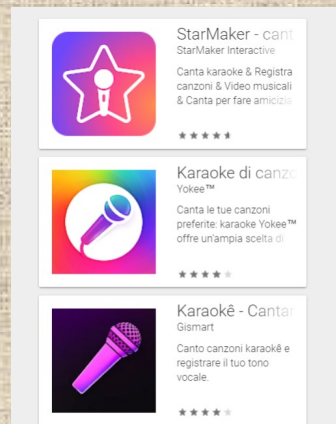 StarMaker - cant
StarMaker Interactive
Canta karaoke & Registra
canzoni & Video musicali
& Canta per fare amicizia
Karaoke di canzo
Yokee™
Canta le tue canzoni
preferite: karaoke Yokee™
offre un'ampia scelta di
Karaokê - Cantar
Gismart
Canto canzoni karaokê e
registrare il tuo tono
vocale.